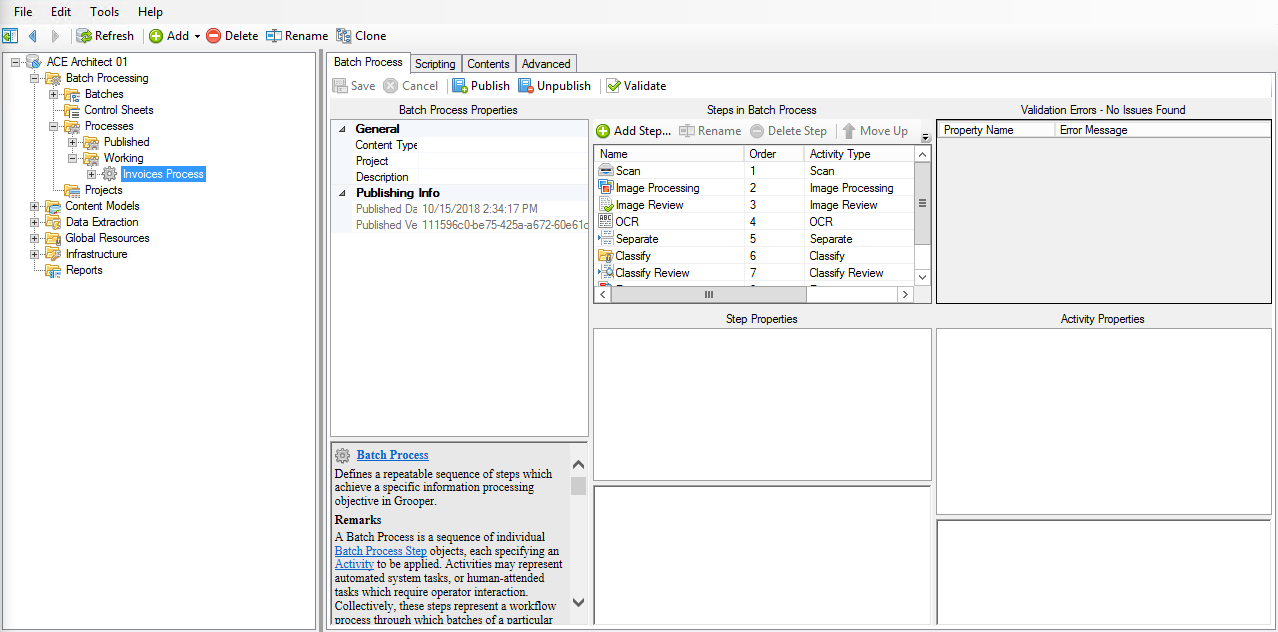 File Edit Tools Help
Refresh Add Delete Rename Clone
ACE Architect 01
Batch Processing
Batches
Control Sheets
Processes
Published
Working
Invoices Process
Projects
Content Models
Data Extraction
Global Resources
Infrastructure
Reports
Batch Process Scripting Contents Advanced
Save Cancel Publish Unpublish Validate
Batch Process Properties
General
Content Type
Project
Description
Publishing Info
Published Da 10/15/2018 2:34:17 PM
Published Ve 111596c0-be75-425a-a672-60e61c
Batch Process
Defines a repeatable sequence of steps which
achieve a specific information processing
objective in Grooper.
Remarks
A Batch Process is a sequence of individual
Batch Process Step objects, each specifying an
Activity to be applied. Activities may represent
automated system tasks, or human-attended
tasks which require operator interaction.
Collectively, these steps represent a workflow
process through which batches of a particular
Steps in Batch Process
Add Step... Rename Delete Step Move Up
Name Order Activity Type
Scan 1 Scan
Image Processing 2 Image Processing
Image Review 3 Image Review
OCR 4 OCR
Separate 5 Separate
Classify 6 Classify
Classify Review 7 Classify Review
Step Properties
Validation Errors - No Issues Found
Property Name Error Message
Activity Properties